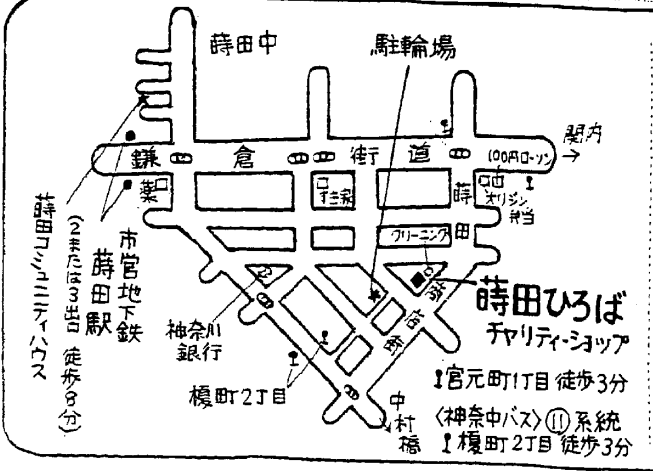 蒔田中
駐輪場
関内
→
鎌倉街道
100円ローソン
オリジン
弁当
薬
すき家
蒔田
クリーニング
商店街
蒔田コミュニティハウス
(2または3出口 徒歩8分)
市営地下鉄
蒔田駅
神奈川
銀行
榎町2丁目
中村橋
蒔田ひろば
チャリティーショップ
宮元町1丁目 徒歩3分
〈神奈中バス〉⑪系統
榎町2丁目 徒歩3分